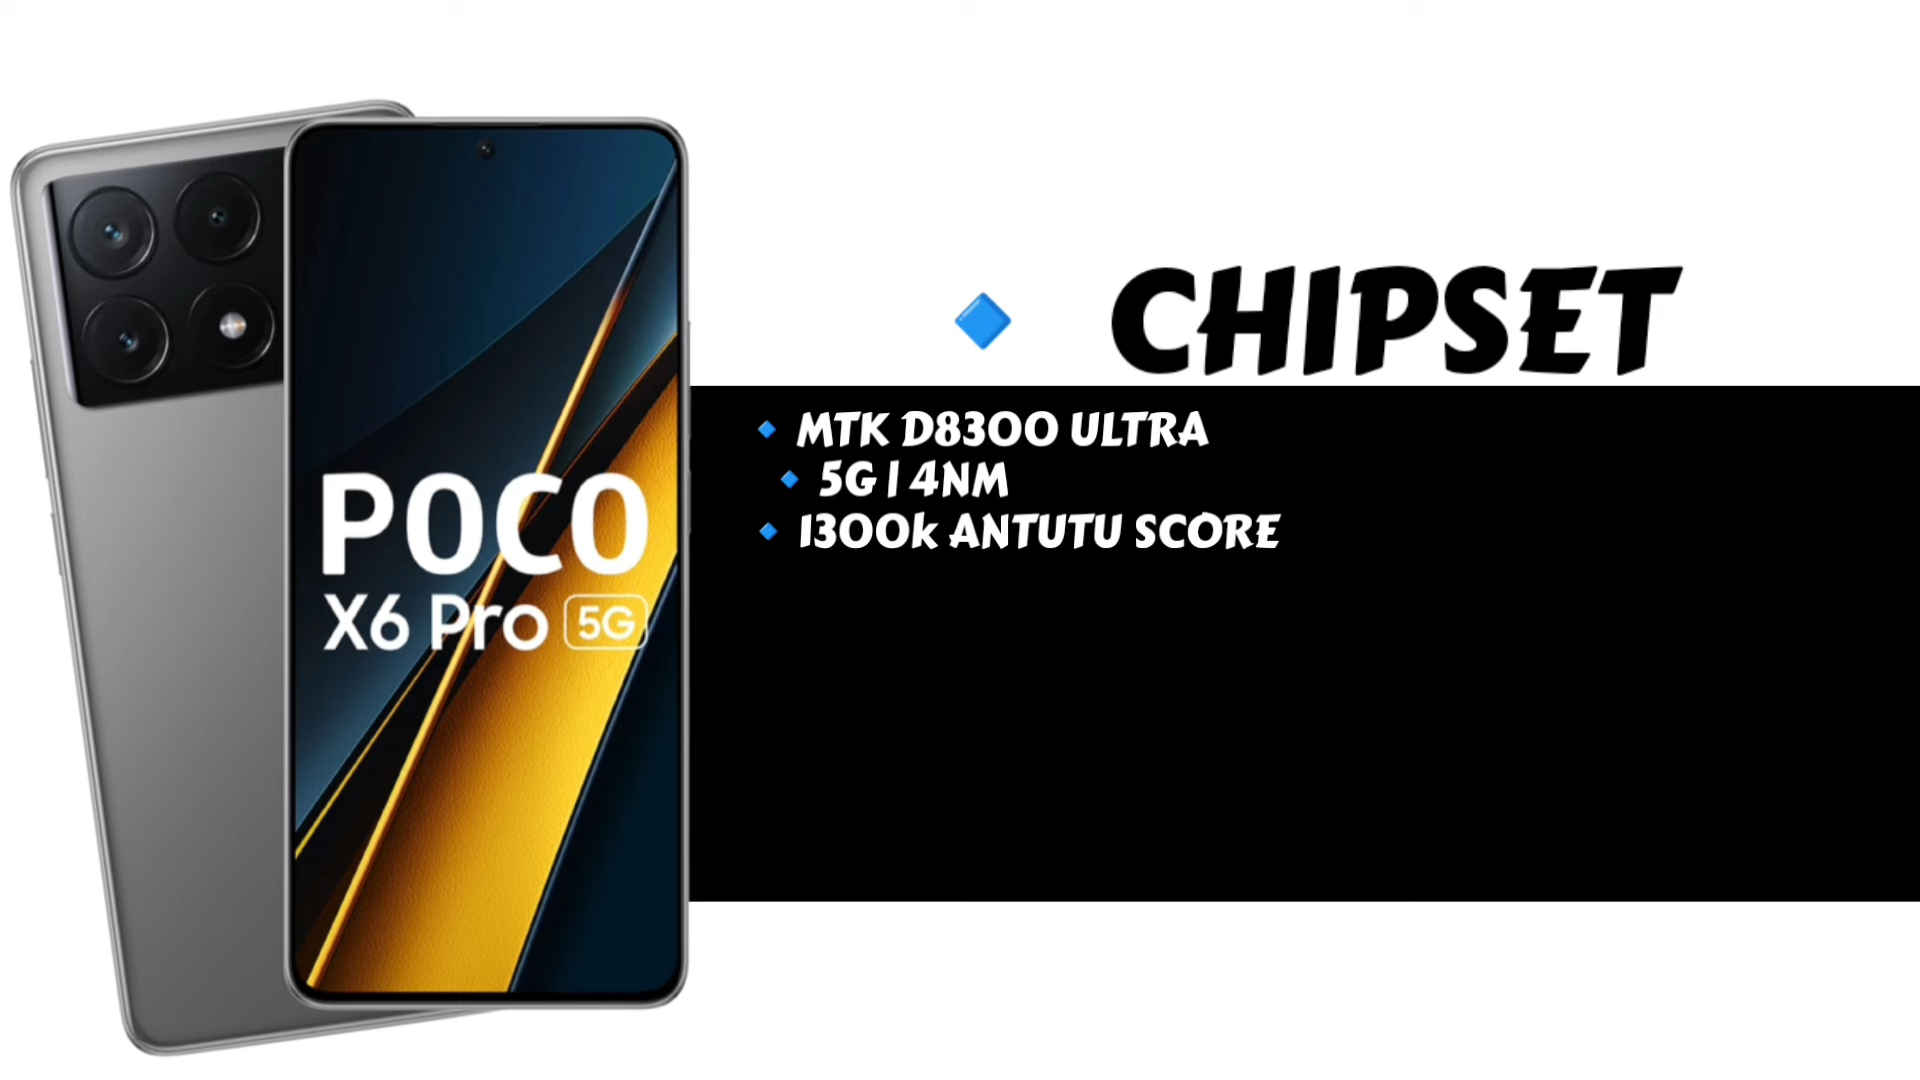 CHIPSET
MTK D8300 ULTRA
5G | 4NM
1300k ANTUTU SCORE
POCO
X6 Pro 5G